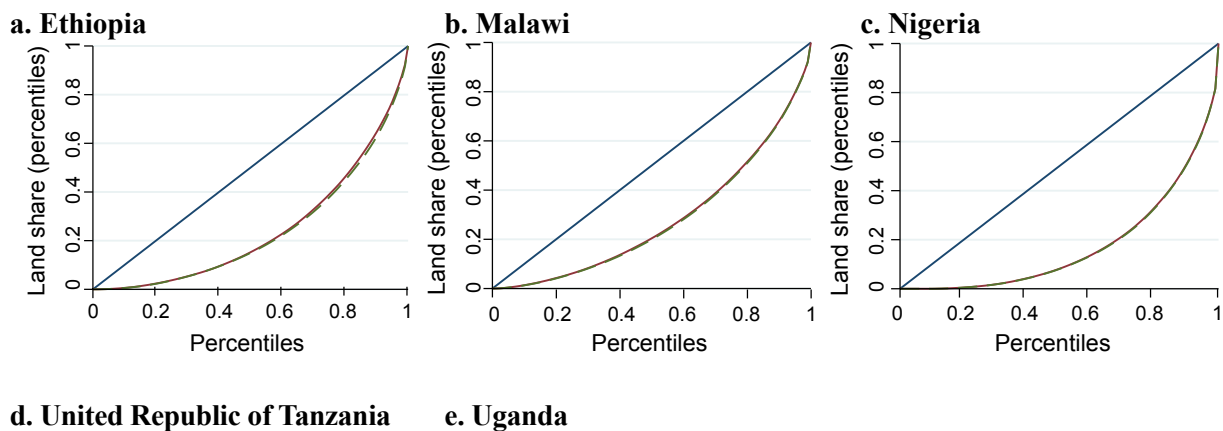 a. Ethiopia
Land share (percentiles)
1
0.8
0.6
0.4
0.2
0
0 0.2 0.4 0.6 0.8 1
Percentiles
b. Malawi
Land share (percentiles)
1
0.8
0.6
0.4
0.2
0
0 0.2 0.4 0.6 0.8 1
Percentiles
c. Nigeria
Land share (percentiles)
1
0.8
0.6
0.4
0.2
0
0 0.2 0.4 0.6 0.8 1
Percentiles
d. United Republic of Tanzania
e. Uganda